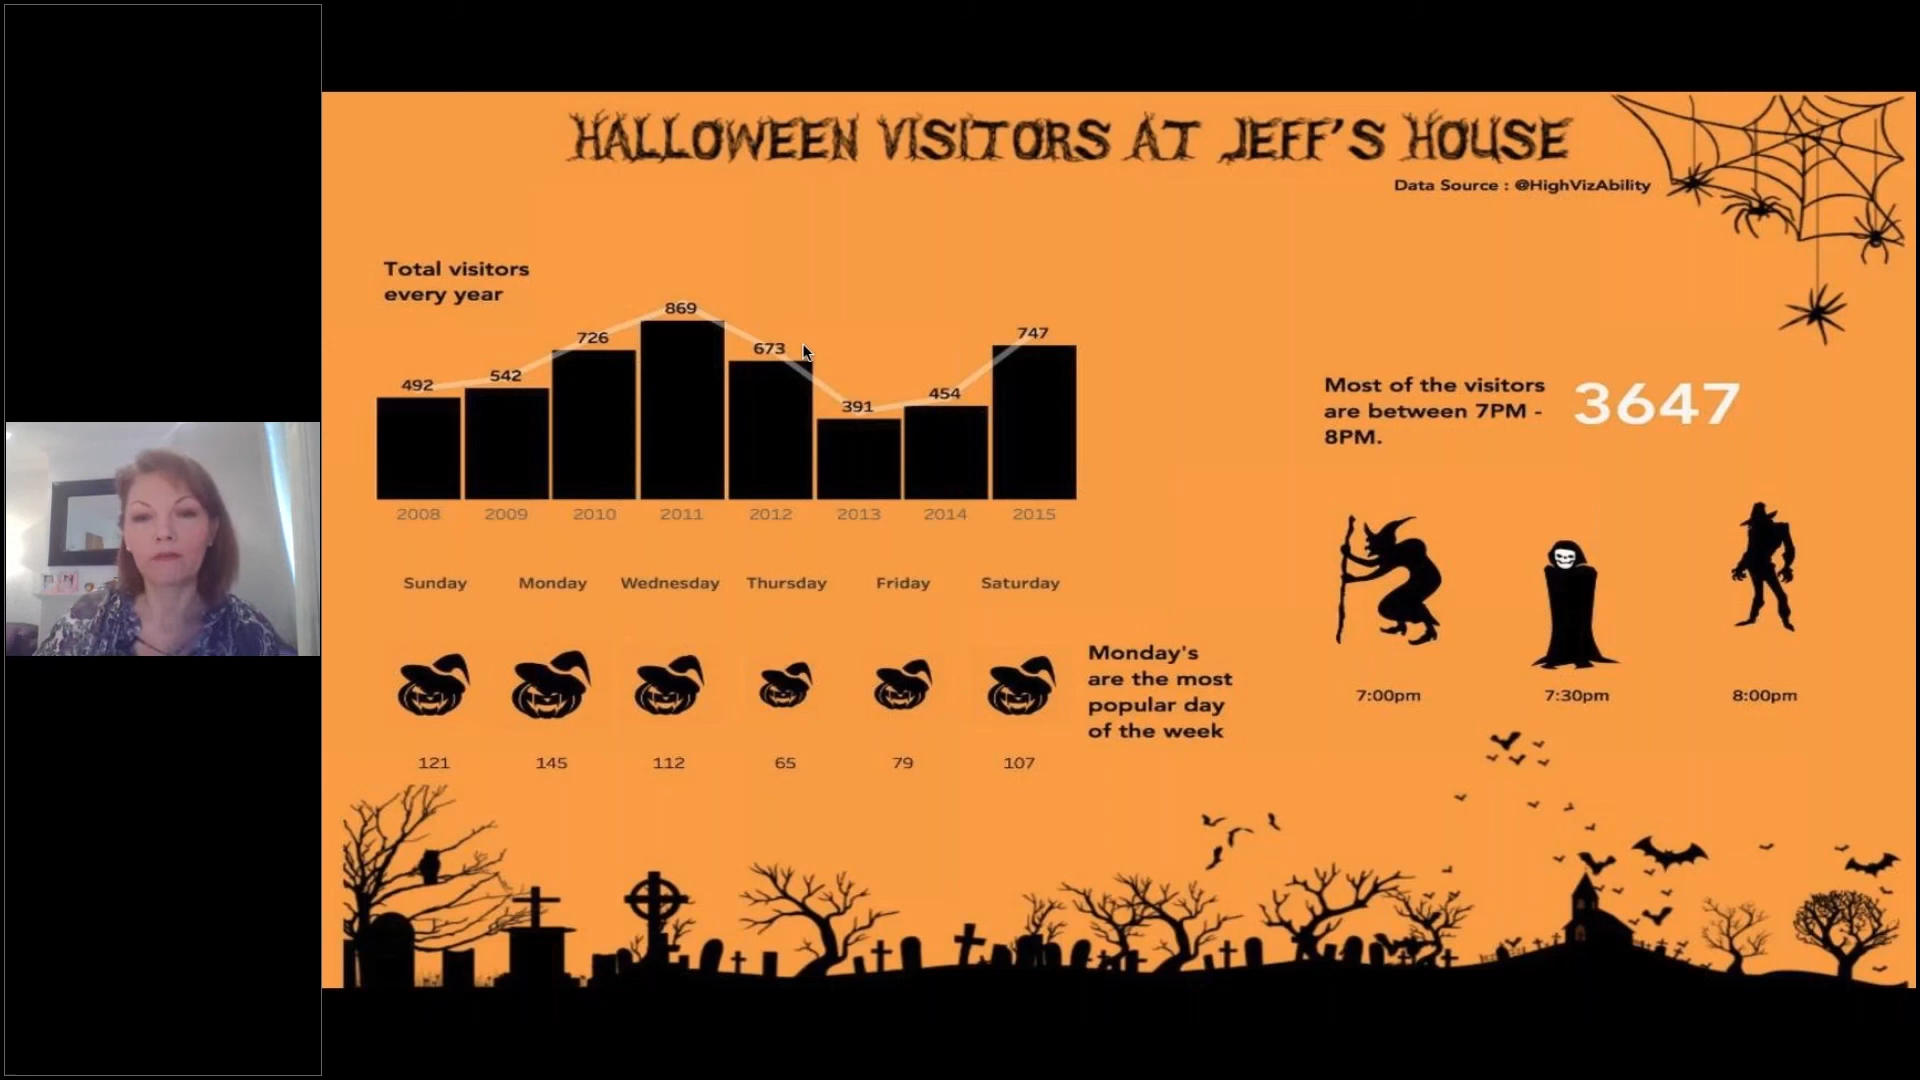 HALLOWEEN VISITORS AT JEFF'S HOUSE
Data Source : @HighVizAbility
Total visitors
every year
492
542
726
869
673
391
454
747
2008
2009
2010
2011
2012
2013
2014
2015
Most of the visitors
are between 7PM -
8PM.
3647
7:00pm
7:30pm
8:00pm
Sunday
Monday
Wednesday
Thursday
Friday
Saturday
121
145
112
65
79
107
Monday's
are the most
popular day
of the week